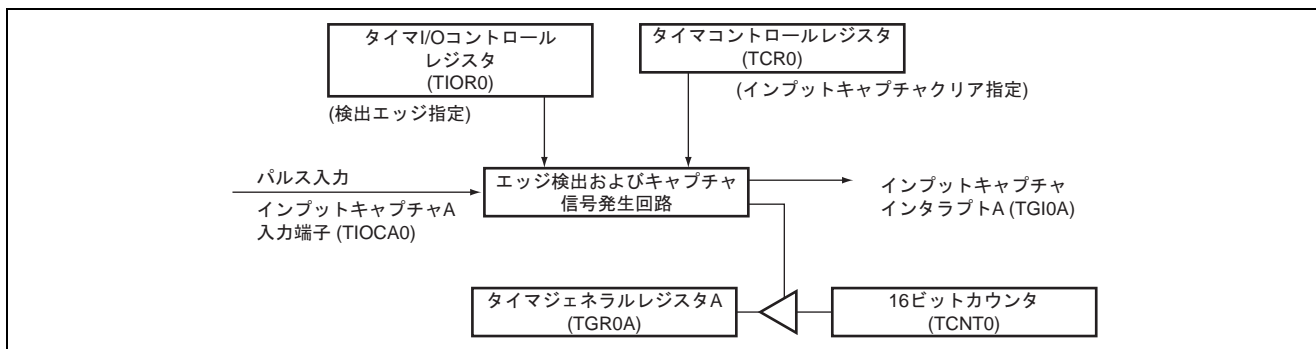 タイマI/Oコントロール
レジスタ
(TIOR0)
(検出エッジ指定)
タイマコントロールレジスタ
(TCR0)
(インプットキャプチャクリア指定)
パルス入力
インプットキャプチャA
入力端子 (TIOCA0)
エッジ検出およびキャプチャ
信号発生回路
インプットキャプチャ
インタラプトA (TGI0A)
タイマジェネラルレジスタA
(TGR0A)
16ビットカウンタ
(TCNT0)